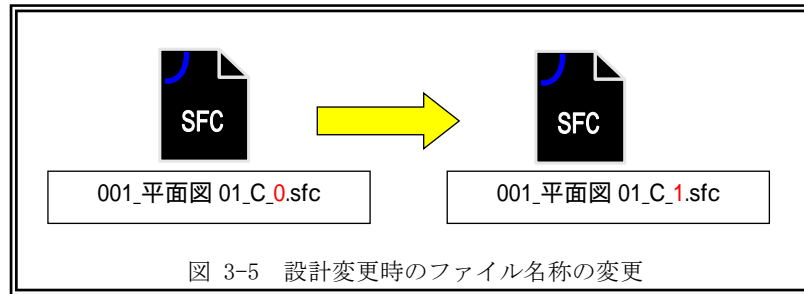 SFC
SFC
001_平面図 01_C_0.sfc
001_平面図 01_C_1.sfc
図 3-5 設計変更時のファイル名称の変更